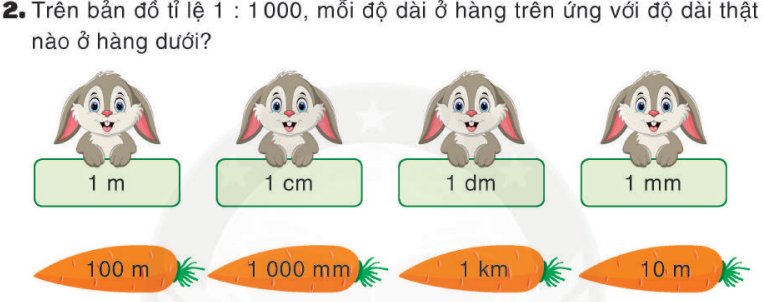 2. Trên bản đồ tỉ lệ 1 : 1 000, mỗi độ dài ở hàng trên ứng với độ dài thật
nào ở hàng dưới?
1 m 1 cm 1 dm 1 mm
100 m 1 000 mm 1 km 10 m